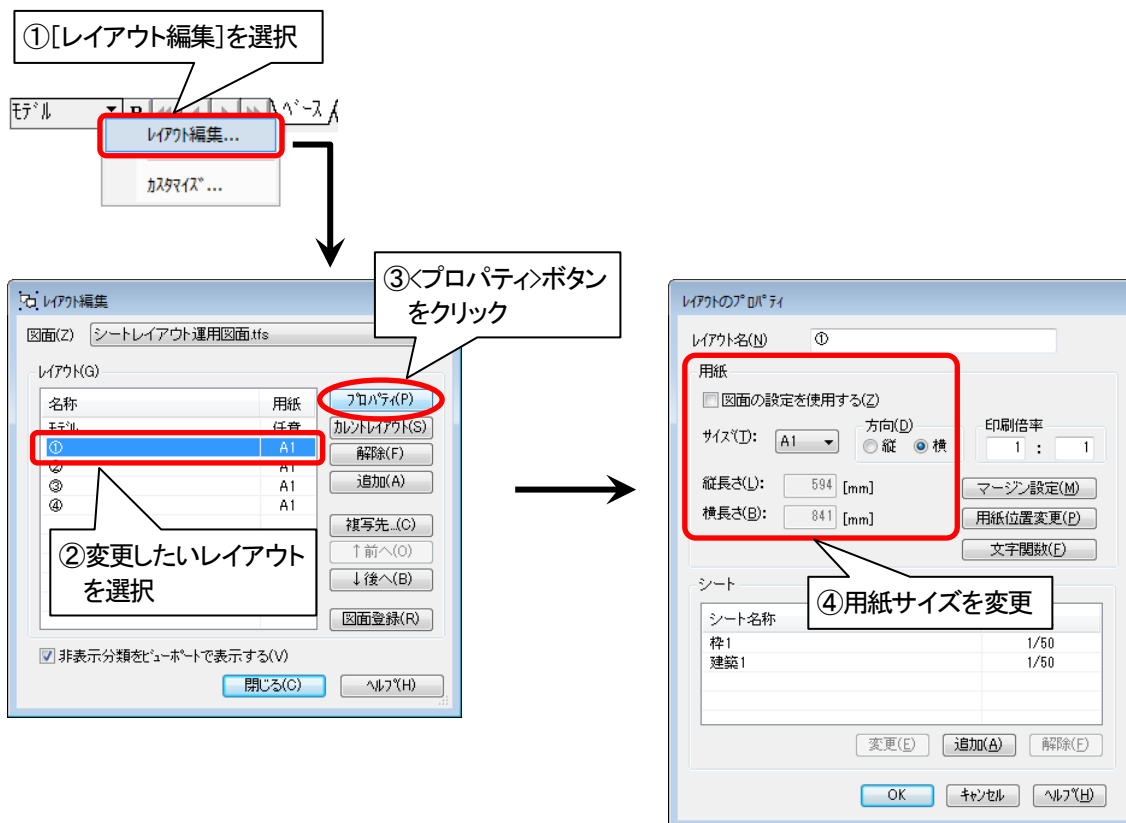 ①[レイアウト編集]を選択
ﾓﾃﾞﾙ
ﾍﾞｰｽ
ﾚｲｱｳﾄ編集...
ｶｽﾀﾏｲｽﾞ...
③<プロパティ>ボタン
をクリック
ﾚｲｱｳﾄ編集
図面(Z)
シートレイアウト運用図面.tfs
ﾚｲｱｳﾄ(G)
名称 用紙
ﾓﾃﾞﾙ 任意
① A1
② A1
③ A1
④ A1
ﾌﾟﾛﾊﾟﾃｨ(P)
ｶﾚﾝﾄﾚｲｱｳﾄ(S)
解除(F)
追加(A)
複写先...(C)
↑前へ(O)
↓後へ(B)
図面登録(R)
②変更したいレイアウト
を選択
非表示分類をﾋﾞｭｰﾎﾟｰﾄで表示する(V)
閉じる(C)
ﾍﾙﾌﾟ(H)
ﾚｲｱｳﾄのﾌﾟﾛﾊﾟﾃｨ
ﾚｲｱｳﾄ名(N) ①
用紙
図面の設定を使用する(Z)
ｻｲｽﾞ(T): A1
方向(D)
縦 横
印刷倍率
1 : 1
縦長さ(L): 594 [mm]
横長さ(B): 841 [mm]
マージン設定(M)
用紙位置変更(P)
文字関数(F)
④用紙サイズを変更
シート
シート名称
枠1 1/50
建築1 1/50
変更(E)
追加(A)
解除(F)
OK
ｷｬﾝｾﾙ
ﾍﾙﾌﾟ(H)